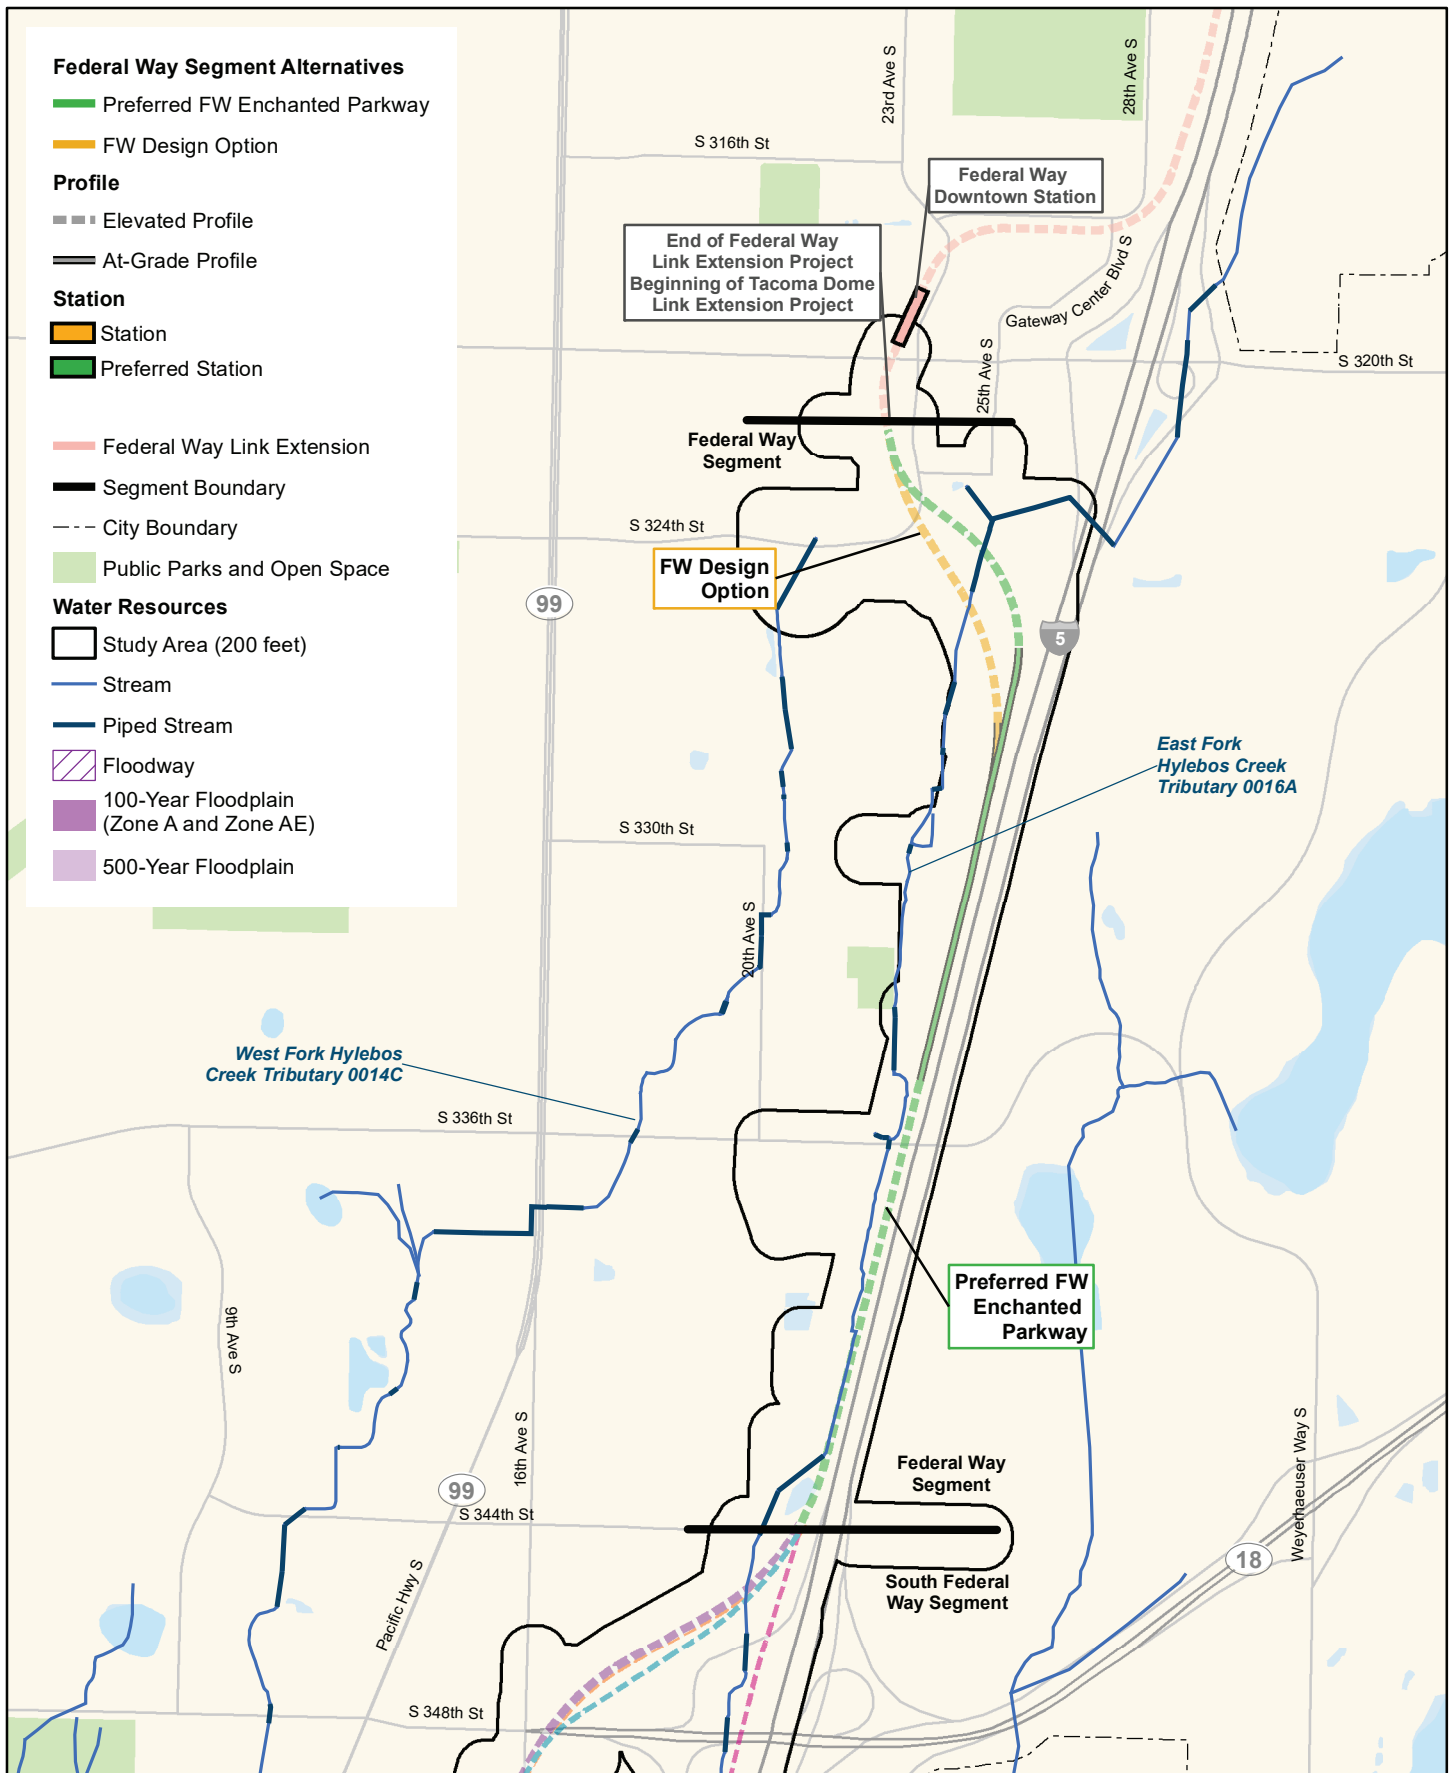 Federal Way Segment Alternatives
Preferred FW Enchanted Parkway
FW Design Option
Profile
Elevated Profile
At-Grade Profile
Station
Station
Preferred Station
Federal Way Link Extension
Segment Boundary
City Boundary
Public Parks and Open Space
Water Resources
Study Area (200 feet)
Stream
Piped Stream
Floodway
100-Year Floodplain
(Zone A and Zone AE)
500-Year Floodplain
23rd Ave S
28th Ave S
S 316th St
Federal Way
Downtown Station
End of Federal Way
Link Extension Project
Beginning of Tacoma Dome
Link Extension Project
Gateway Center Blvd S
25th Ave S
S 320th St
Federal Way
Segment
S 324th St
FW Design
Option
99
5
East Fork
Hylebos Creek
Tributary 0016A
S 330th St
20th Ave S
West Fork Hylebos
Creek Tributary 0014C
S 336th St
Preferred FW
Enchanted
Parkway
9th Ave S
16th Ave S
Weyerhaeuser Way S
Federal Way
Segment
99
S 344th St
18
South Federal
Way Segment
Pacific Hwy S
S 348th St